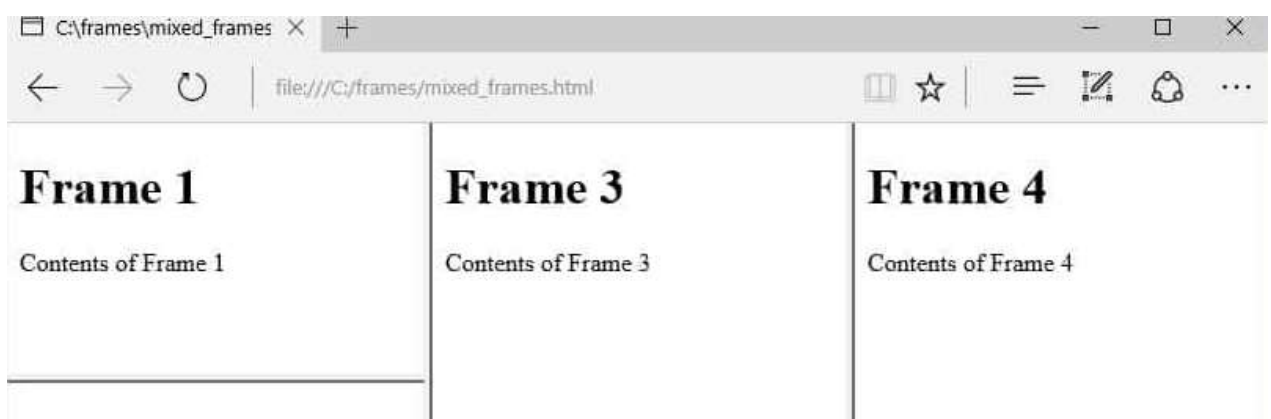 C:\frames\mixed_frames
file:///C:/frames/mixed_frames.html
Frame 1
Contents of Frame 1
Frame 3
Contents of Frame 3
Frame 4
Contents of Frame 4